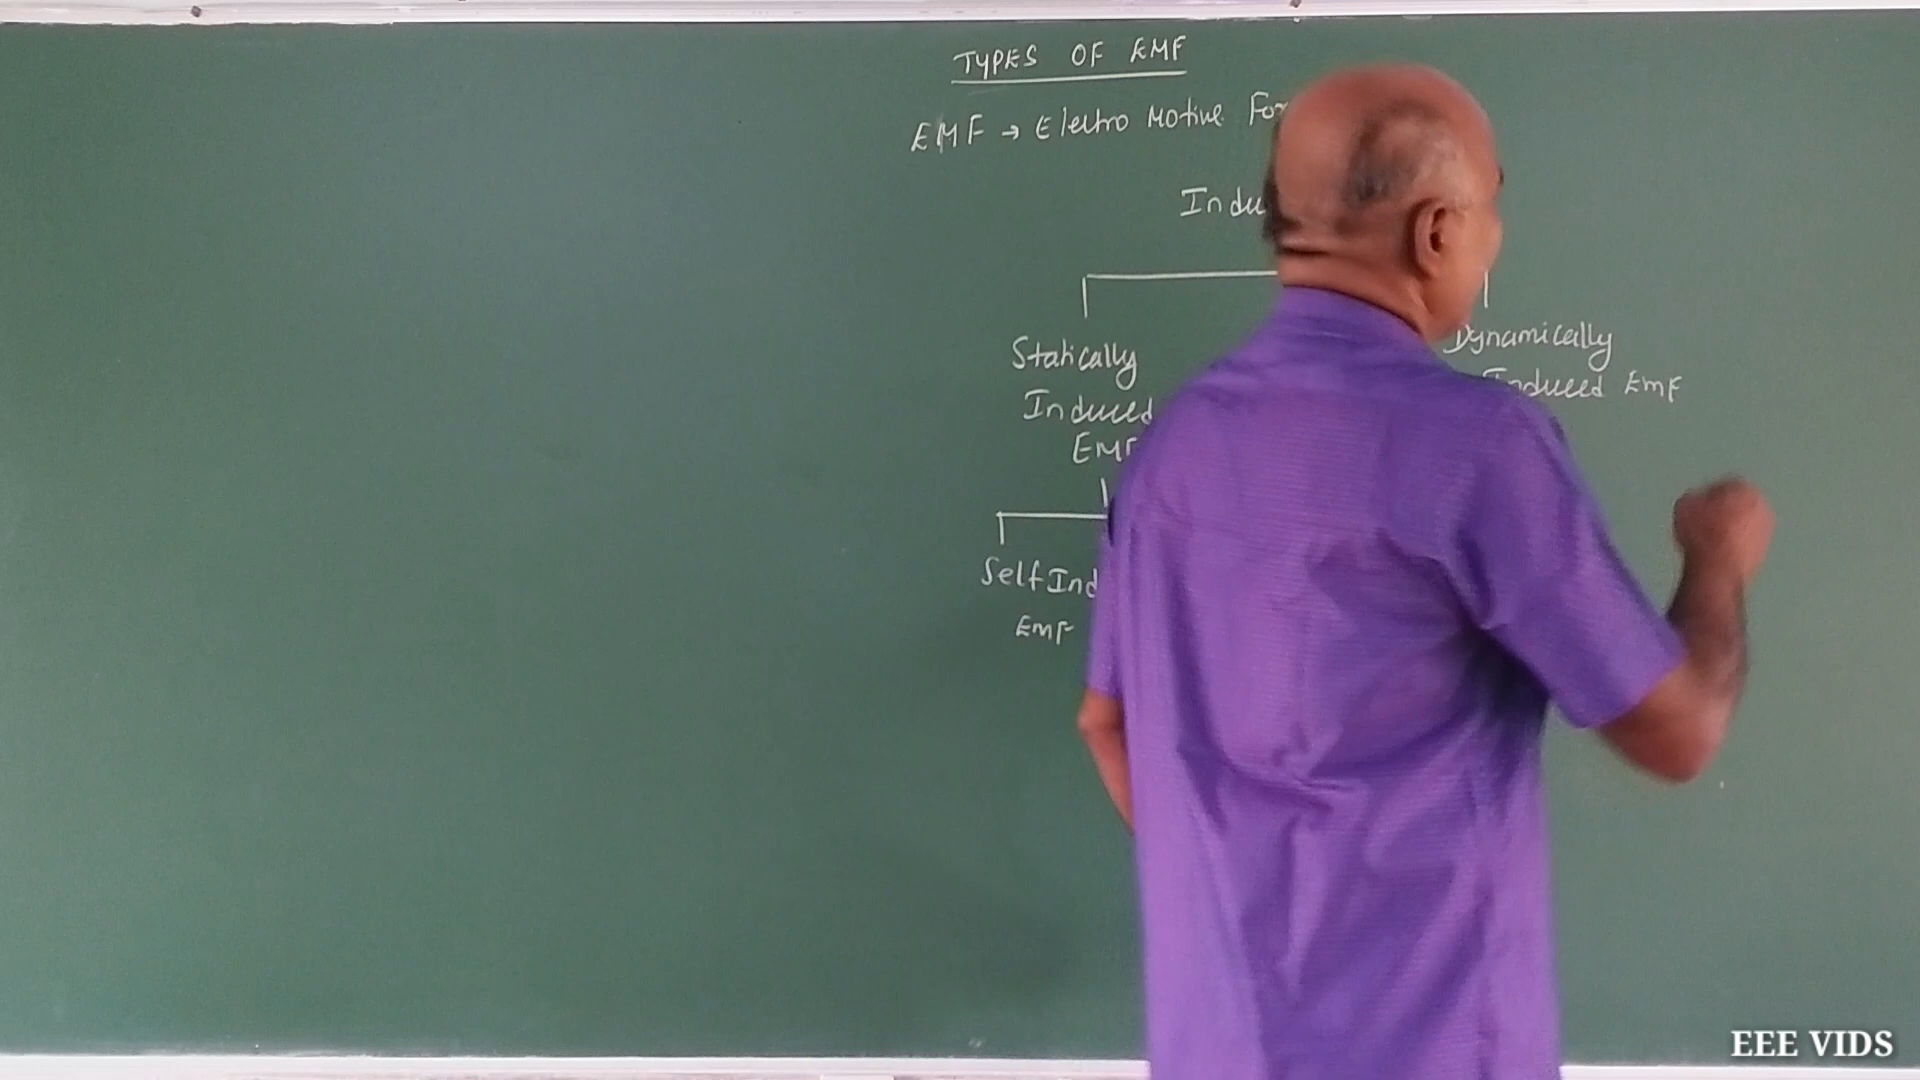 TYPES OF EMF
EMF → Electro Motive For
Indu
Statically
Induced
EMF
Dynamically
Induced EMF
Self Ind
EMF
EEE VIDS